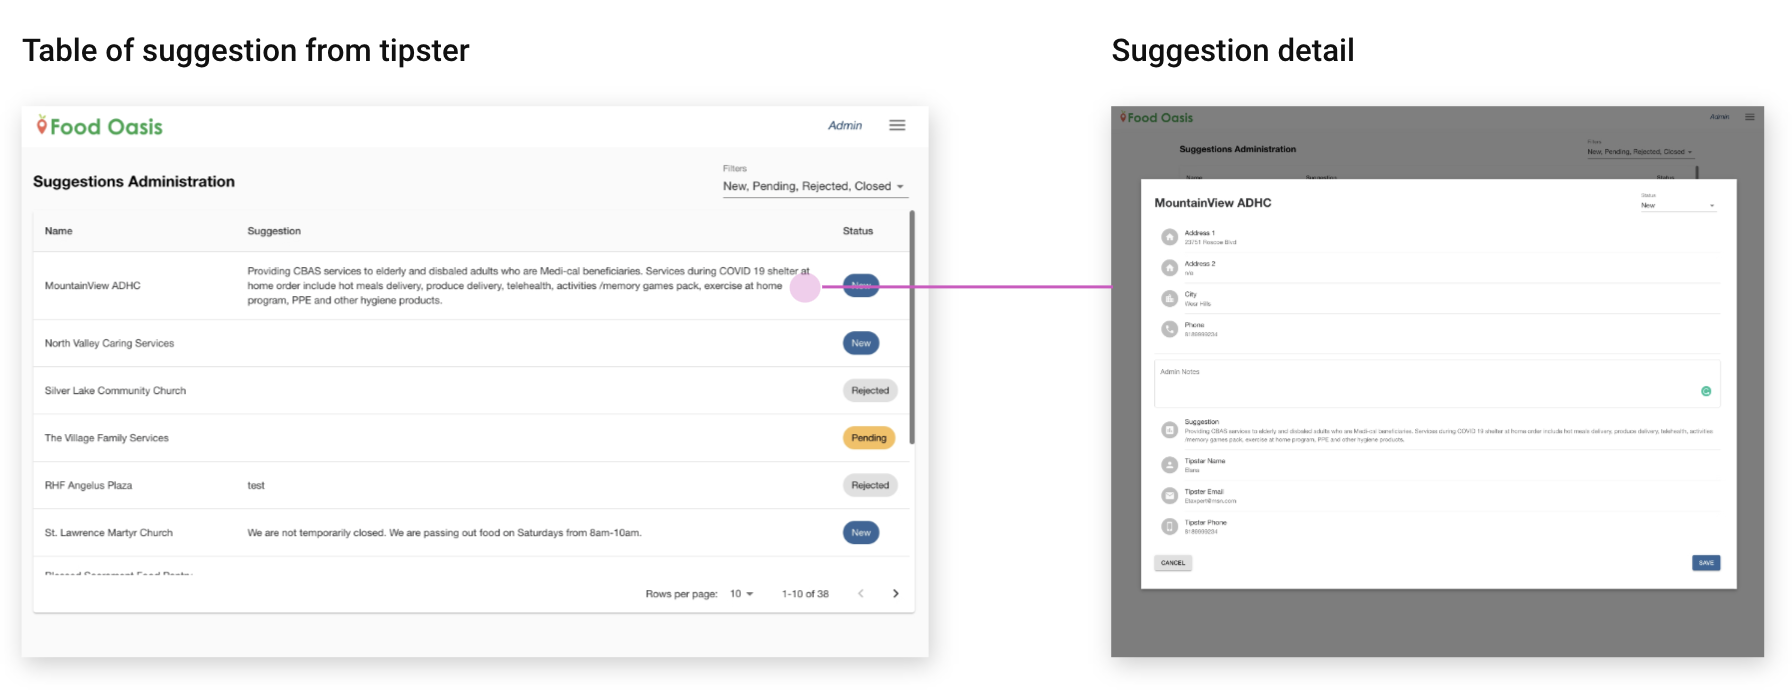 Table of suggestion from tipster
Food Oasis
Admin
Suggestions Administration
Filters
New, Pending, Rejected, Closed
Name
Suggestion
Status
MountainView ADHC
Providing CBAS services to elderly and disbaled adults who are Medi-cal beneficiaries. Services during COVID 19 shelter at
home order include hot meals delivery, produce delivery, telehealth, activities /memory games pack, exercise at home
program, PPE and other hygiene products.
New
North Valley Caring Services
New
Silver Lake Community Church
Rejected
The Village Family Services
Pending
RHF Angelus Plaza
test
Rejected
St. Lawrence Martyr Church
We are not temporarily closed. We are passing out food on Saturdays from 8am-10am.
New
Blessed Sacrament Food Pantry
Rows per page: 10
1-10 of 38
Suggestion detail
Food Oasis
Admin
Suggestions Administration
Filters
New, Pending, Rejected, Closed
Name
Suggestion
Status
MountainView ADHC
Status
New
Address 1
23751 Roscoe Blvd
Address 2
n/a
City
West Hills
Phone
Admin Notes
Suggestion
Providing CBAS services to elderly and disbaled adults who are Medi-cal beneficiaries. Services during COVID 19 shelter at home order include hot meals delivery, produce delivery, telehealth, activities
/memory games pack, exercise at home program, PPE and other hygiene products.
Tipster Name
Elena
Tipster Email
Tipster Phone
CANCEL
SAVE